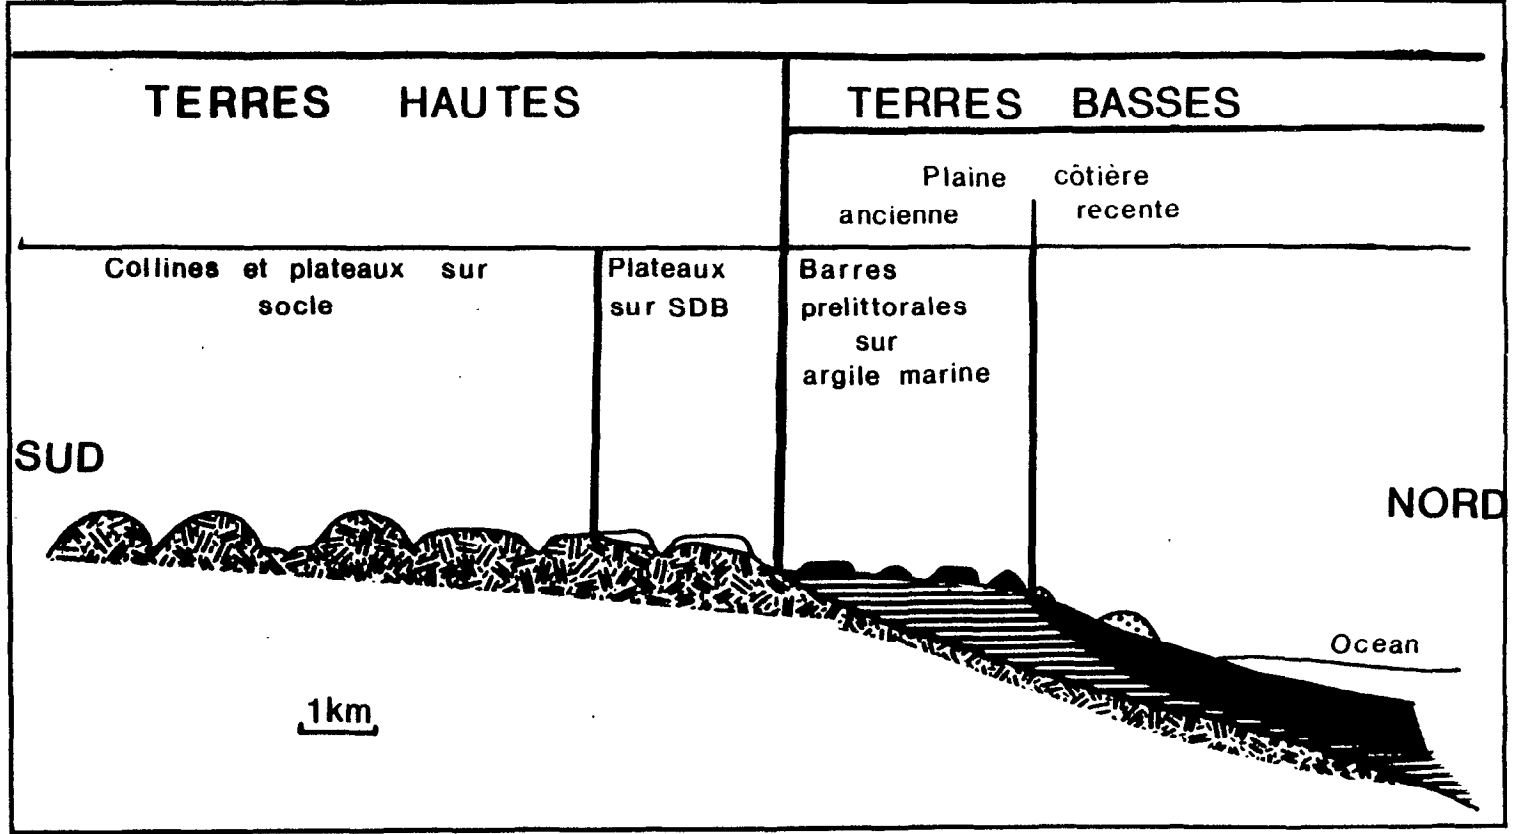 TERRES HAUTES
TERRES BASSES
Plaine côtière
ancienne
recente
Collines et plateaux sur
socle
Plateaux
sur SDB
Barres
prelittorales
sur
argile marine
SUD
NORD
Ocean
1km